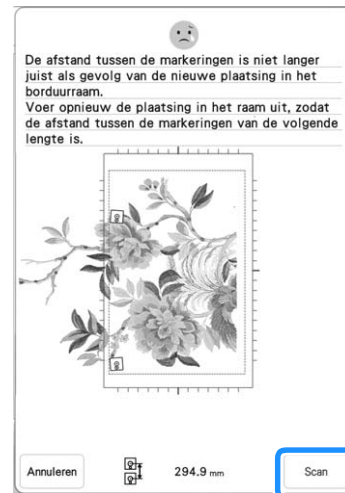 De afstand tussen de markeringen is niet langer
juist als gevolg van de nieuwe plaatsing in het
borduurraam.
Voer opnieuw de plaatsing in het raam uit, zodat
de afstand tussen de markeringen van de volgende
lengte is.
Annuleren
294.9 mm
Scan